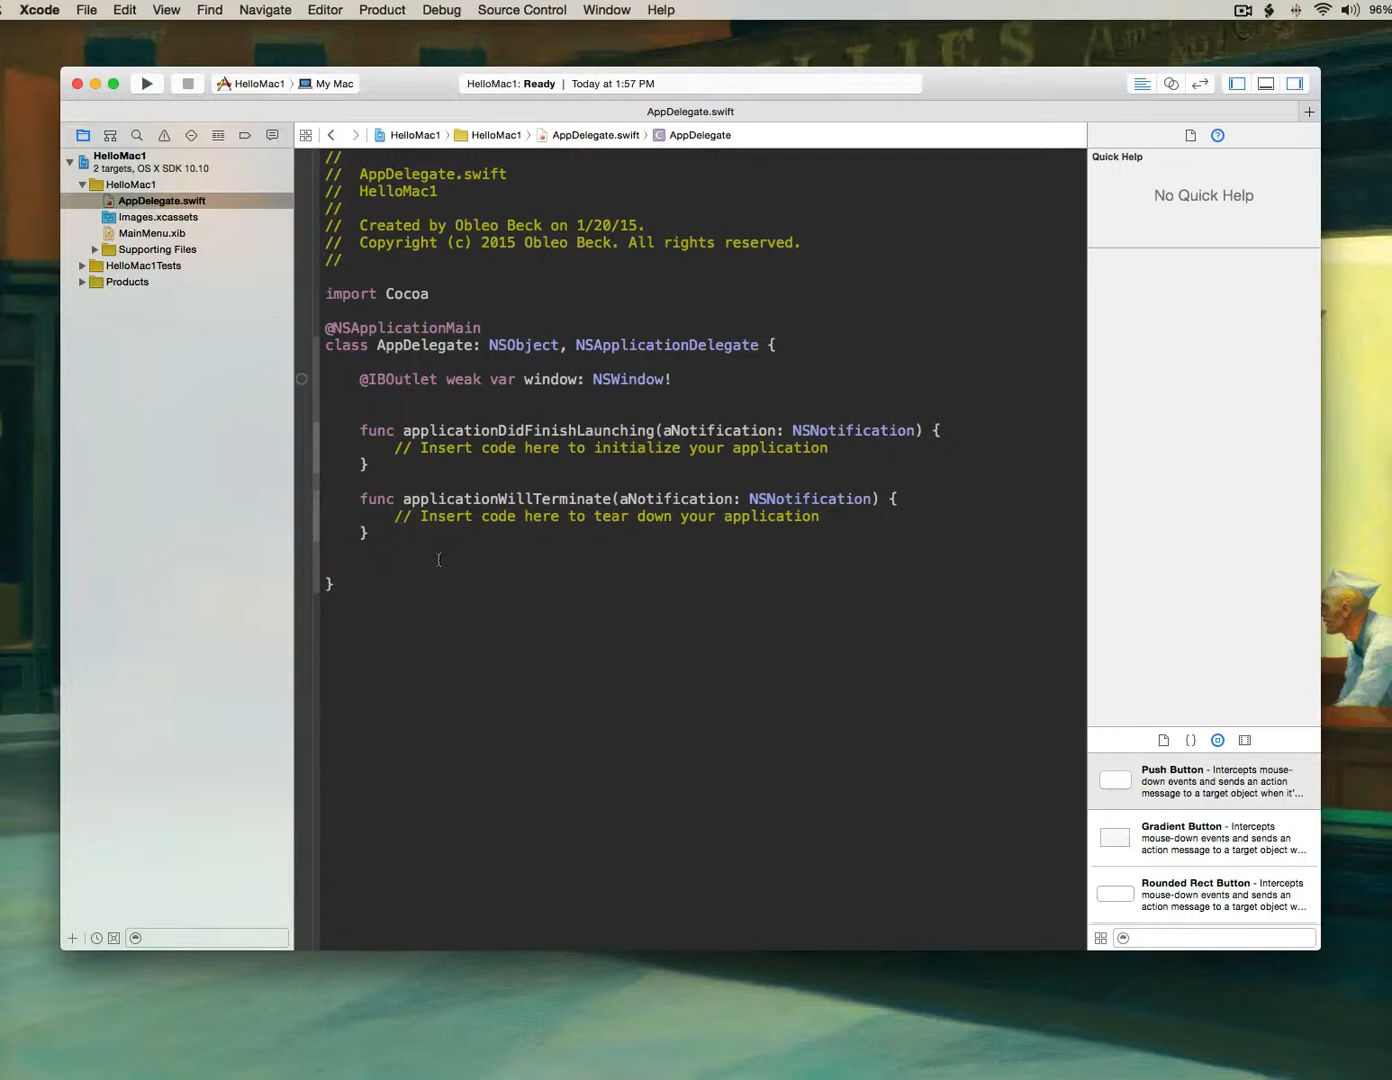 Xcode File Edit View Find Navigate Editor Product Debug Source Control Window Help 96%
HelloMac1 My Mac HelloMac1: Ready | Today at 1:57 PM
AppDelegate.swift
HelloMac1 HelloMac1 AppDelegate.swift AppDelegate
HelloMac1
2 targets, OS X SDK 10.10
HelloMac1
AppDelegate.swift
Images.xcassets
MainMenu.xib
Supporting Files
HelloMac1Tests
Products
//
// AppDelegate.swift
// HelloMac1
//
// Created by Obleo Beck on 1/20/15.
// Copyright (c) 2015 Obleo Beck. All rights reserved.
//
import Cocoa
@NSApplicationMain
class AppDelegate: NSObject, NSApplicationDelegate {
@IBOutlet weak var window: NSWindow!
func applicationDidFinishLaunching(aNotification: NSNotification) {
// Insert code here to initialize your application
}
func applicationWillTerminate(aNotification: NSNotification) {
// Insert code here to tear down your application
}
}
Quick Help
No Quick Help
Push Button - Intercepts mouse-
down events and sends an action
message to a target object when it'...
Gradient Button - Intercepts
mouse-down events and sends an
action message to a target object w...
Rounded Rect Button - Intercepts
mouse-down events and sends an
action message to a target object w...